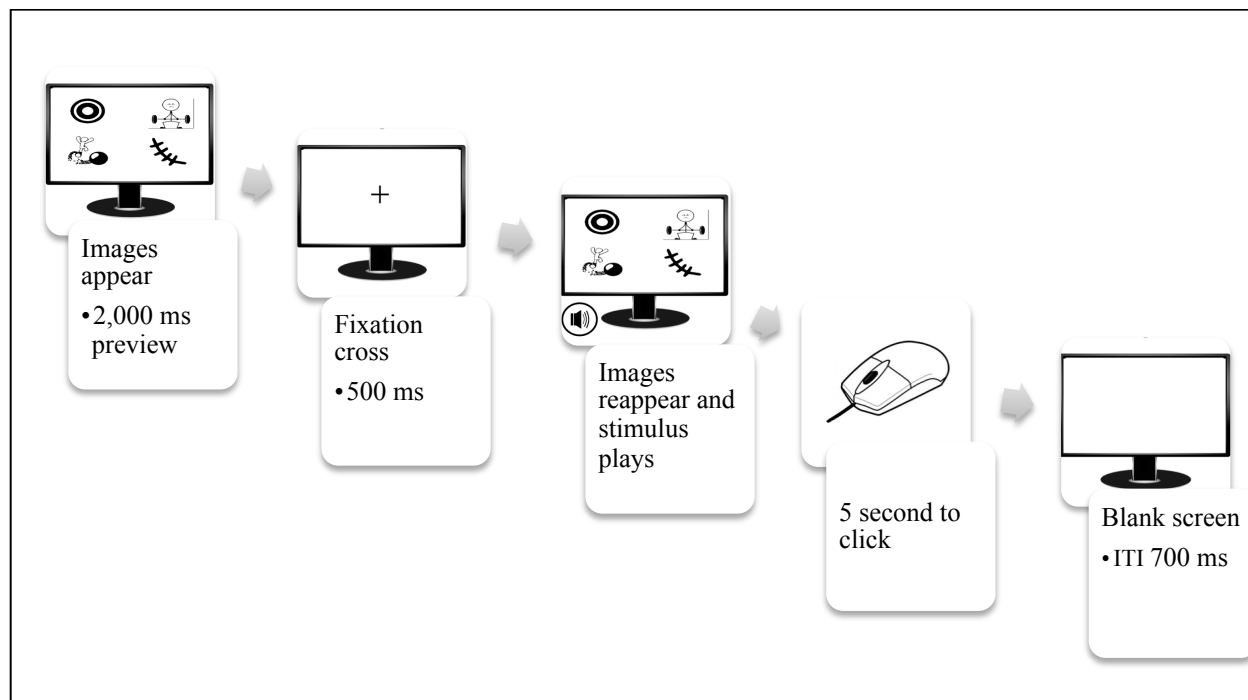 Images
appear
•2,000 ms
preview
Fixation
cross
•500 ms
Images
reappear and
stimulus
plays
5 second to
click
Blank screen
•ITI 700 ms